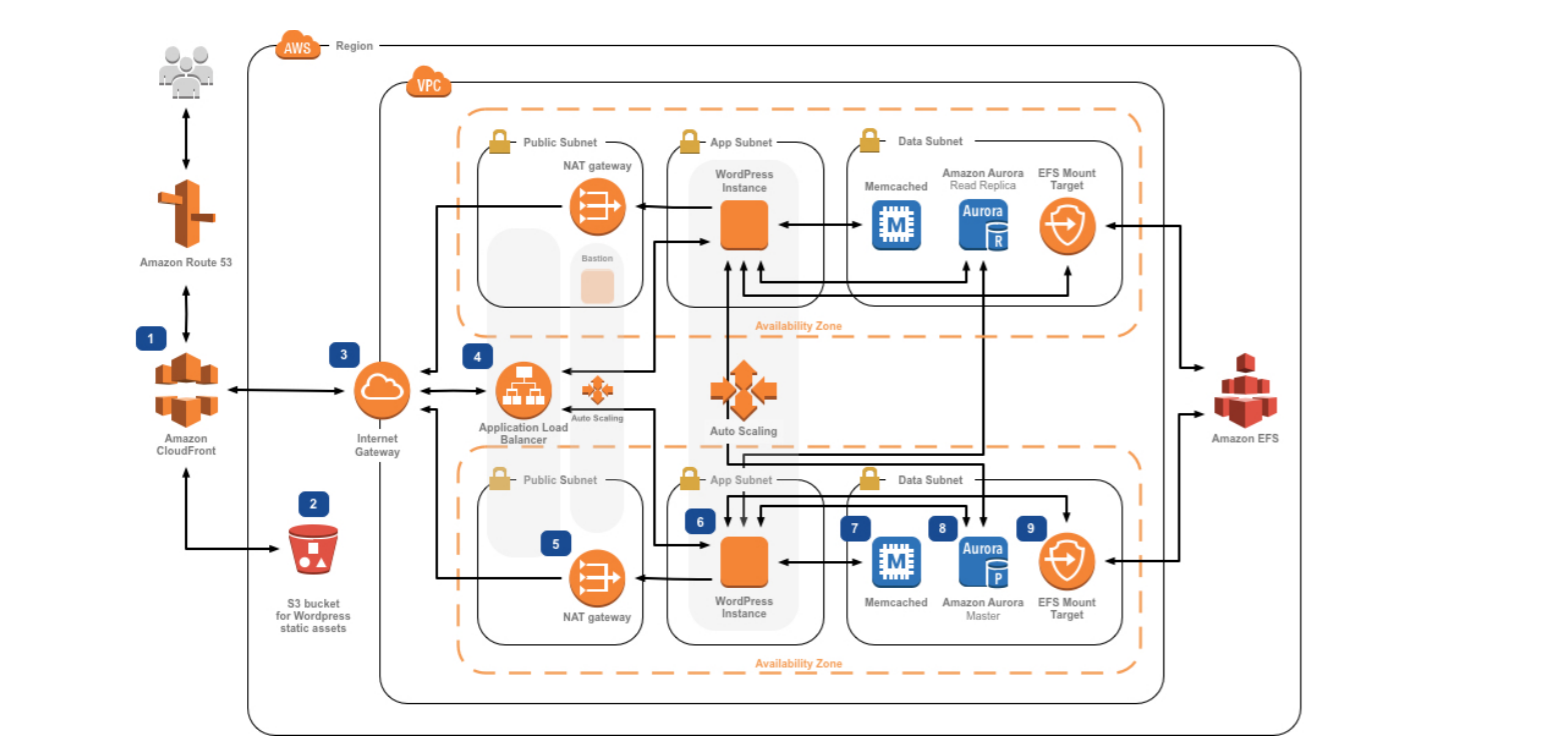 AWS
Region
VPC
Public Subnet
App Subnet
Data Subnet
NAT gateway
WordPress
Instance
Memcached
Amazon Aurora
Read Replica
EFS Mount
Target
Aurora
M
R
Amazon Route 53
Bastion
Availability Zone
1
3
4
Amazon
CloudFront
Internet
Gateway
Application Load
Balancer
Auto Scaling
Auto Scaling
Amazon EFS
Public Subnet
App Subnet
Data Subnet
2
5
6
7
8
9
Aurora
M
P
S3 bucket
for Wordpress
static assets
NAT gateway
WordPress
Instance
Memcached
Amazon Aurora
Master
EFS Mount
Target
Availability Zone